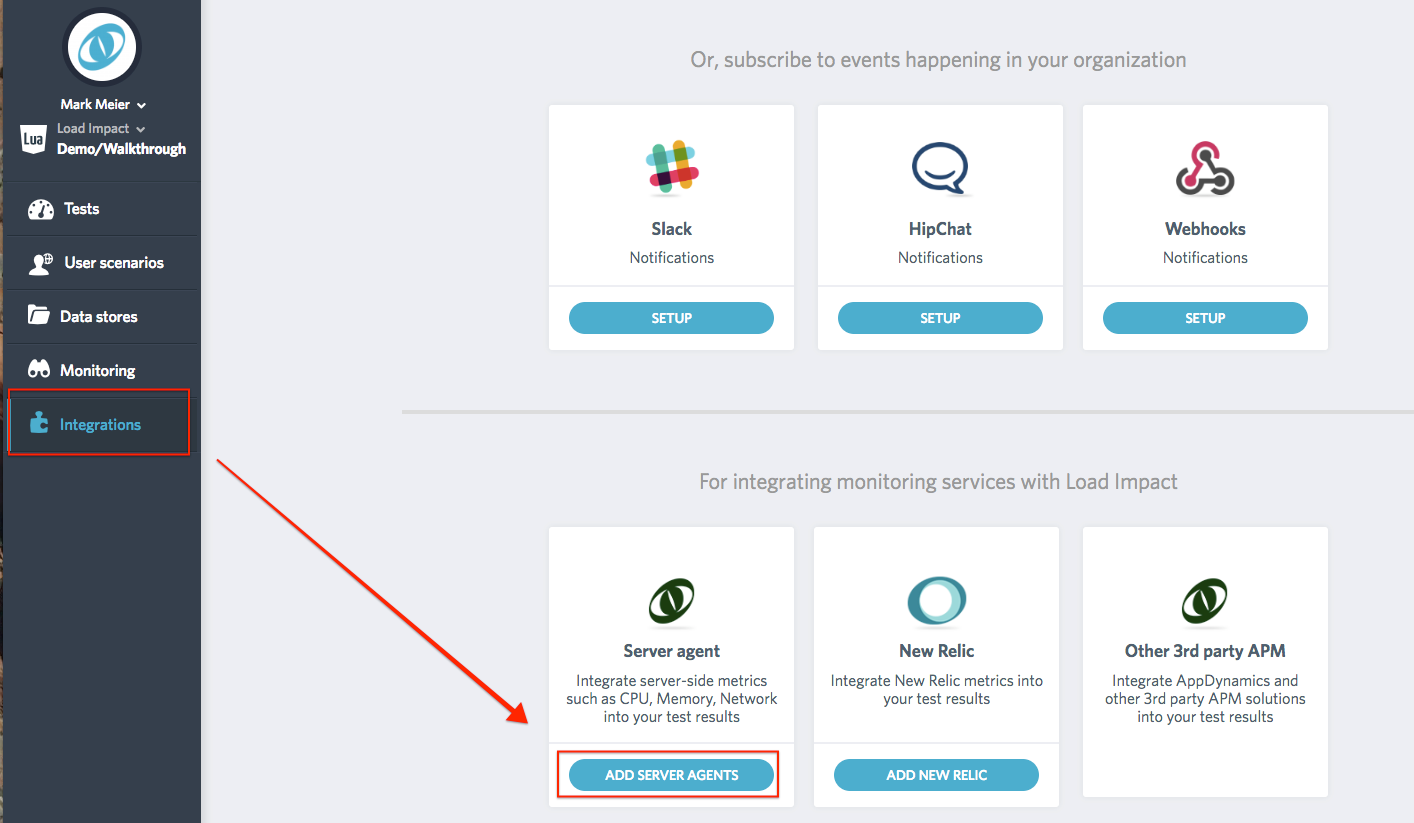 Mark Meier
Lua
Load Impact
Demo/Walkthrough
Tests
User scenarios
Data stores
Monitoring
Integrations
Or, subscribe to events happening in your organization
Slack
Notifications
SETUP
HipChat
Notifications
SETUP
Webhooks
Notifications
SETUP
For integrating monitoring services with Load Impact
Server agent
Integrate server-side metrics
such as CPU, Memory, Network
into your test results
ADD SERVER AGENTS
New Relic
Integrate New Relic metrics into
your test results
ADD NEW RELIC
Other 3rd party APM
Integrate AppDynamics and
other 3rd party APM solutions
into your test results